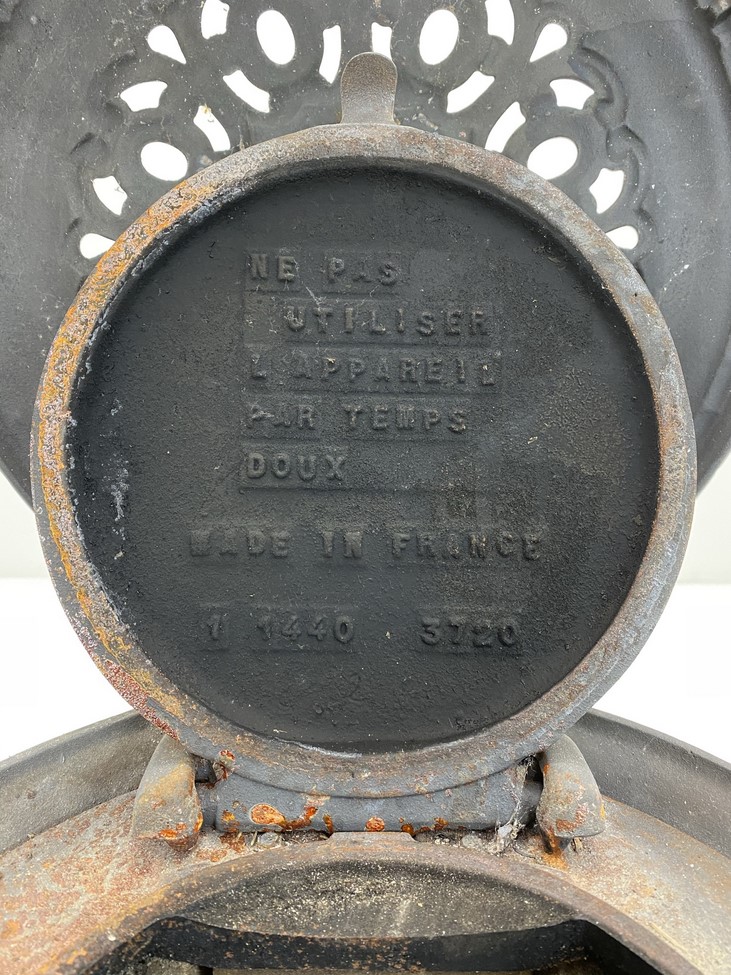 NE PAS
UTILISER
L APPAREIL
PAR TEMPS
DOUX
MADE IN FRANCE
1 1440 3720